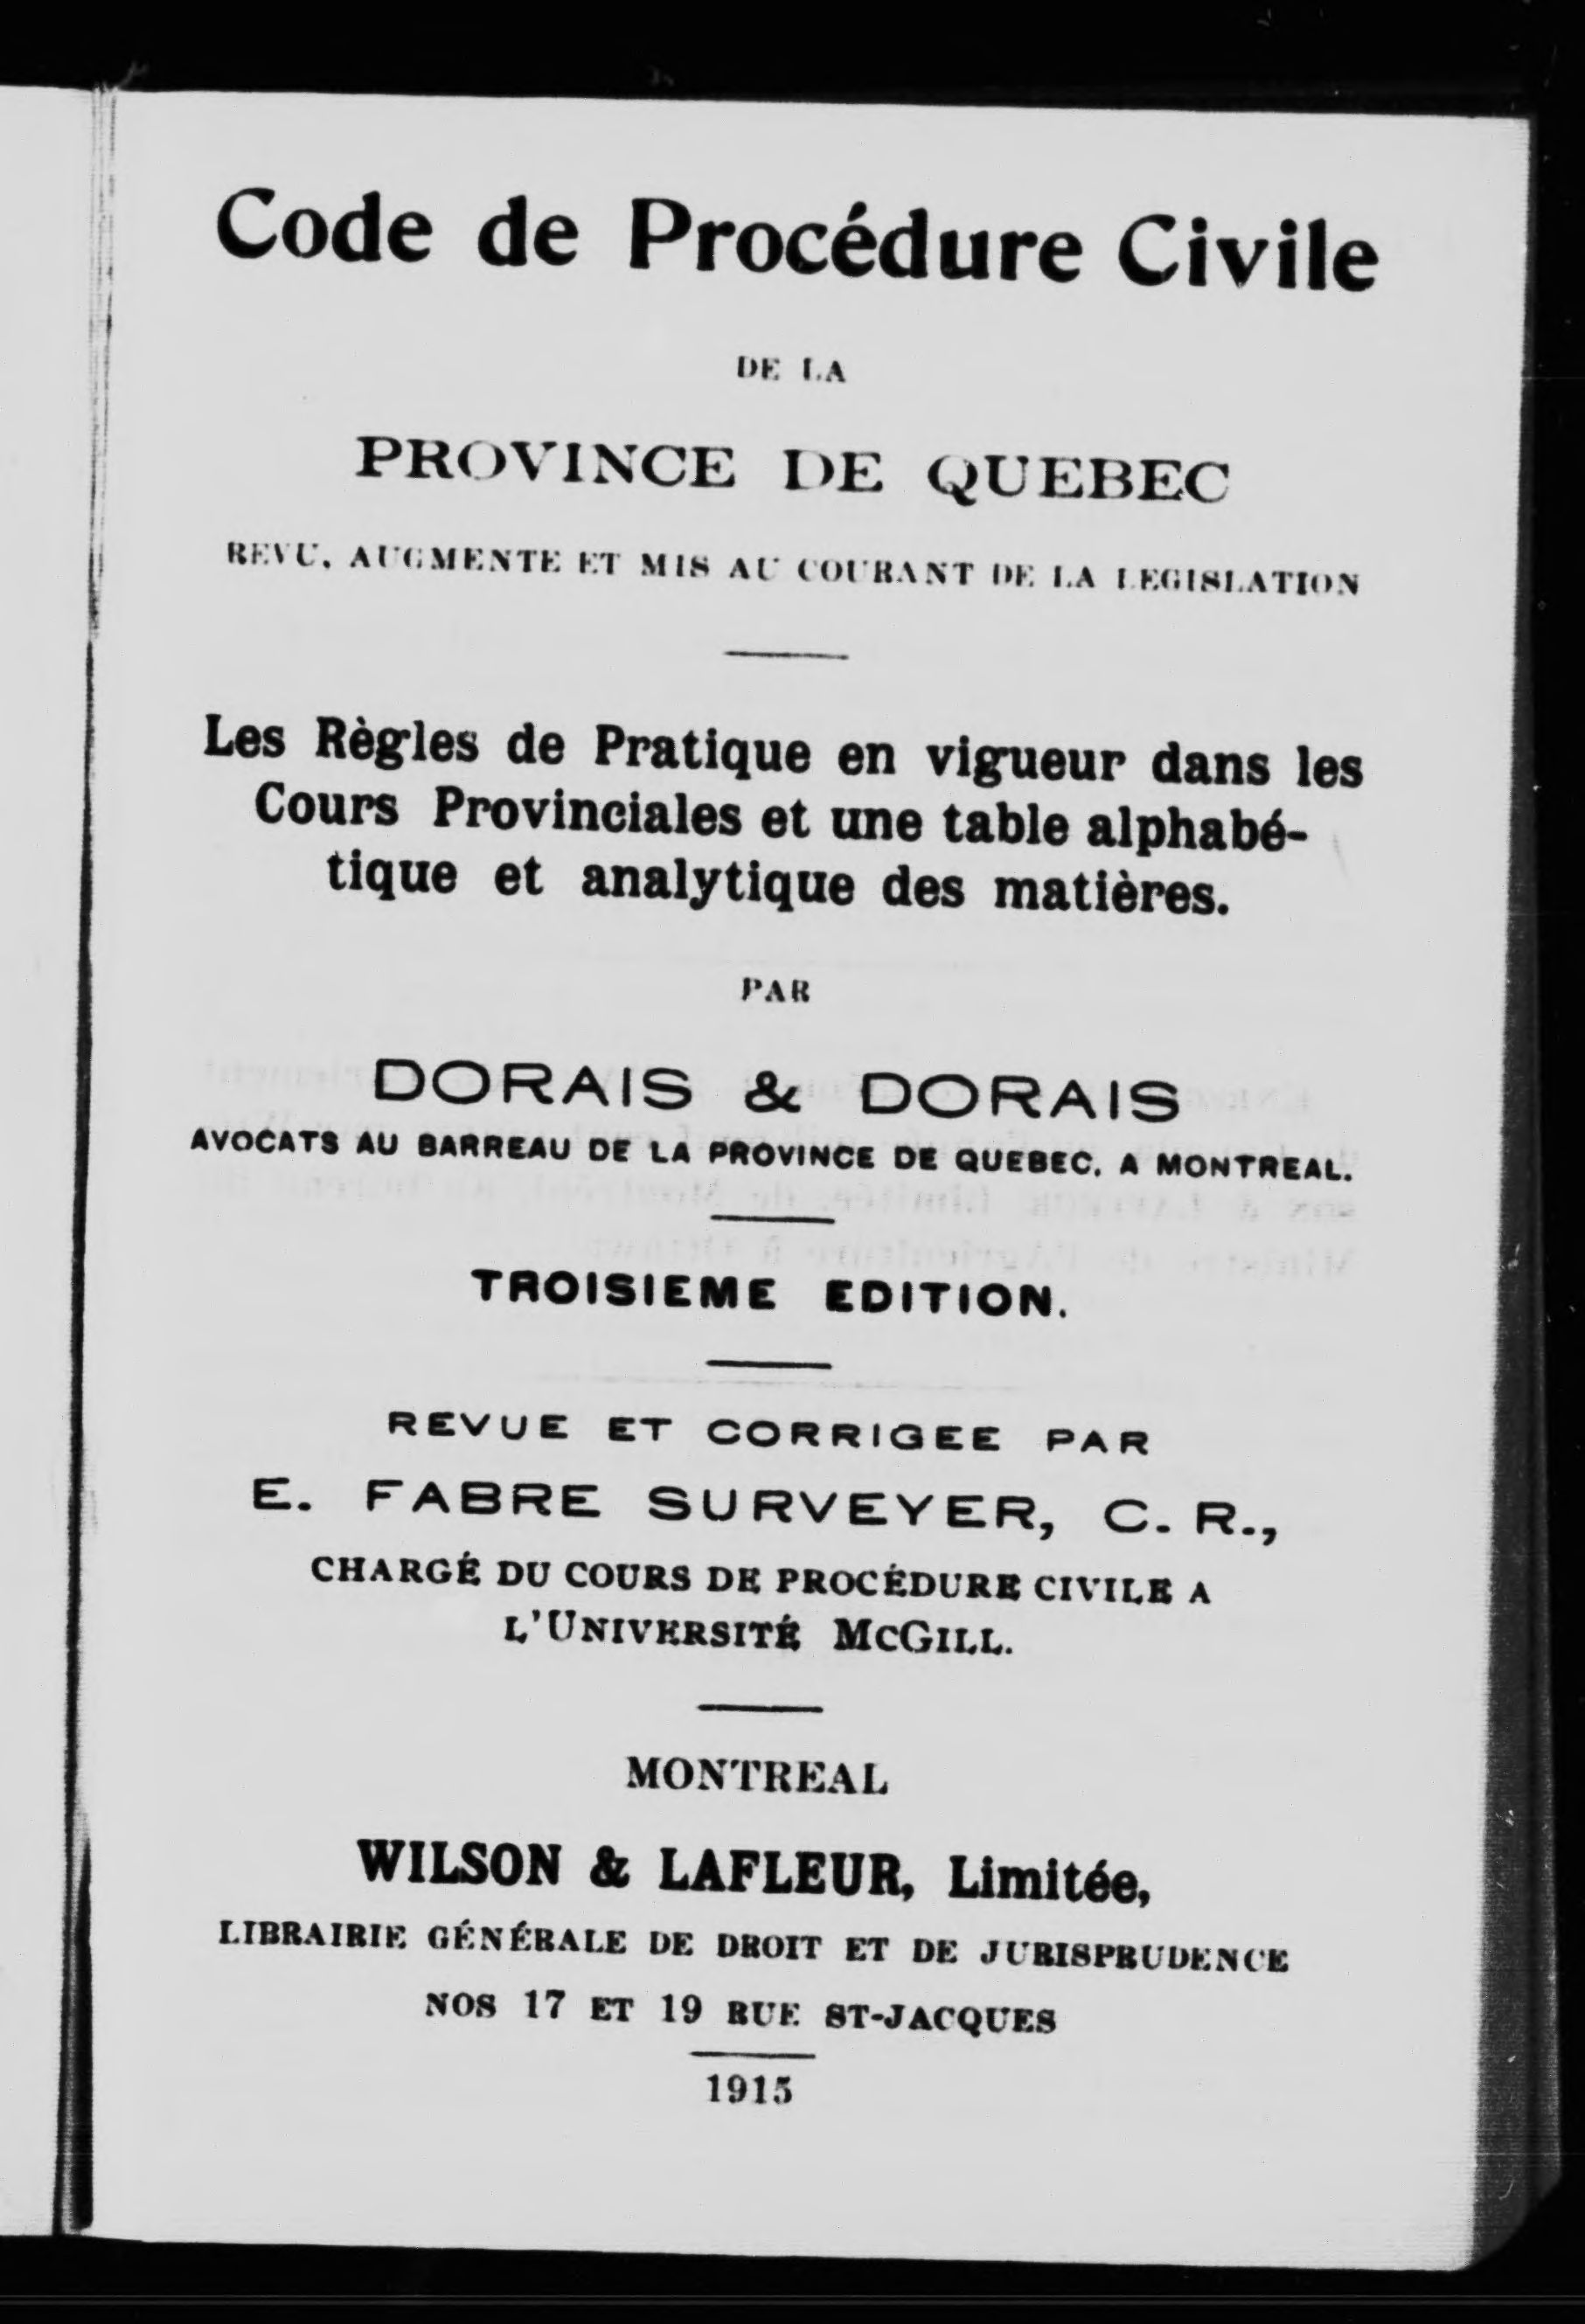 Code de Procédure Civile
DE LA
PROVINCE DE QUEBEC
REVU, AUGMENTE ET MIS AU COURANT DE LA LEGISLATION
Les Règles de Pratique en vigueur dans les
Cours Provinciales et une table alphabé-
tique et analytique des matières.
PAR
DORAIS & DORAIS
AVOCATS AU BARREAU DE LA PROVINCE DE QUEBEC, A MONTREAL.
TROISIEME EDITION.
REVUE ET CORRIGEE PAR
E. FABRE SURVEYER, C. R.,
CHARGÉ DU COURS DE PROCÉDURE CIVILE A
L'UNIVERSITÉ MCGILL.
MONTREAL
WILSON & LAFLEUR, Limitée,
LIBRAIRIE GÉNÉRALE DE DROIT ET DE JURISPRUDENCE
NOS 17 ET 19 RUE ST-JACQUES
1915